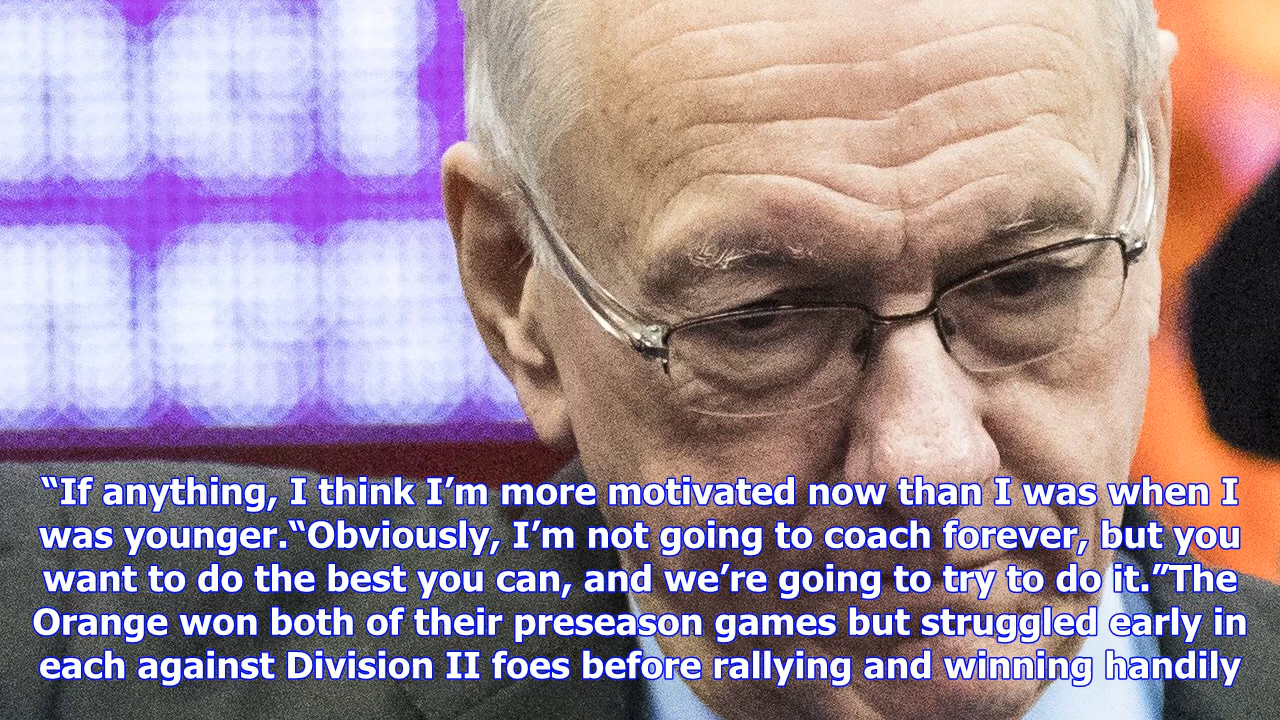 “If anything, I think I’m more motivated now than I was when I
was younger.“Obviously, I’m not going to coach forever, but you
want to do the best you can, and we’re going to try to do it.”The
Orange won both of their preseason games but struggled early in
each against Division II foes before rallying and winning handily